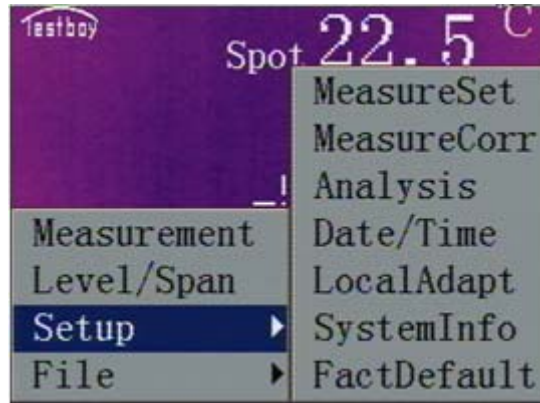 Testboy
Spot 22.5 °C
MeasureSet
MeasureCorr
Analysis
Date/Time
LocalAdapt
SystemInfo
FactDefault
Measurement
Level/Span
Setup
File